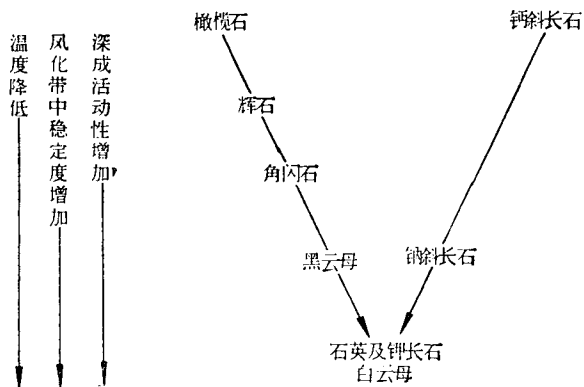 橄榄石
钙斜长石
温度降低
风化带中稳定度增加
深成活动性增加
辉石
角闪石
黑云母
钠斜长石
石英及钾长石
白云母